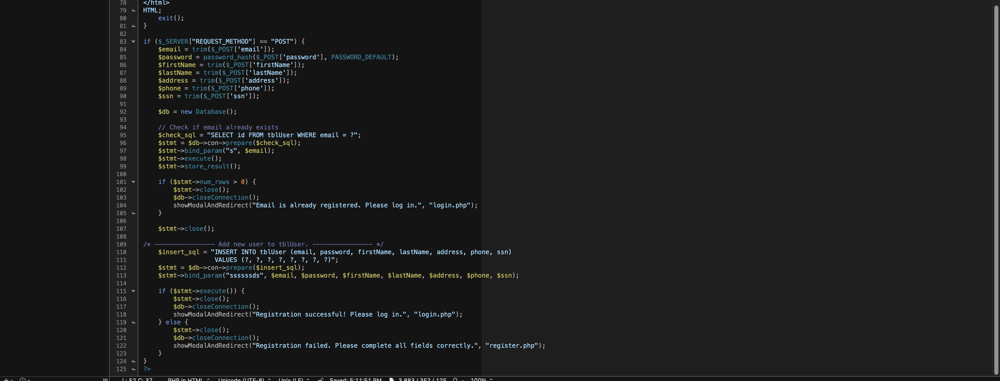 78 </html>
79 HTML;
80     exit();
81 }
82
83 if ($_SERVER["REQUEST_METHOD"] == "POST") {
84     $email = trim($_POST['email']);
85     $password = password_hash($_POST['password'], PASSWORD_DEFAULT);
86     $firstName = trim($_POST['firstName']);
87     $lastName = trim($_POST['lastName']);
88     $address = trim($_POST['address']);
89     $phone = trim($_POST['phone']);
90     $ssn = trim($_POST['ssn']);
91
92     $db = new Database();
93
94     // Check if email already exists
95     $check_sql = "SELECT id FROM tblUser WHERE email = ?";
96     $stmt = $db->con->prepare($check_sql);
97     $stmt->bind_param("s", $email);
98     $stmt->execute();
99     $stmt->store_result();
100
101     if ($stmt->num_rows > 0) {
102         $stmt->close();
103         $db->closeConnection();
104         showModalAndRedirect("Email is already registered. Please log in.", "login.php");
105     }
106
107     $stmt->close();
108
109 /* ---------------- Add new user to tblUser. ---------------- */
110     $insert_sql = "INSERT INTO tblUser (email, password, firstName, lastName, address, phone, ssn)
111                    VALUES (?, ?, ?, ?, ?, ?, ?, ?)";
112     $stmt = $db->con->prepare($insert_sql);
113     $stmt->bind_param("ssssssds", $email, $password, $firstName, $lastName, $address, $phone, $ssn);
114
115     if ($stmt->execute()) {
116         $stmt->close();
117         $db->closeConnection();
118         showModalAndRedirect("Registration successful! Please log in.", "login.php");
119     } else {
120         $stmt->close();
121         $db->closeConnection();
122         showModalAndRedirect("Registration failed. Please complete all fields correctly.", "register.php");
123     }
124 }
125 ?>
L: 52 C: 37 PHP in HTML Unicode (UTF-8) Unix (LF) Saved: 5:11:51 PM 3,883 / 352 / 125 100%